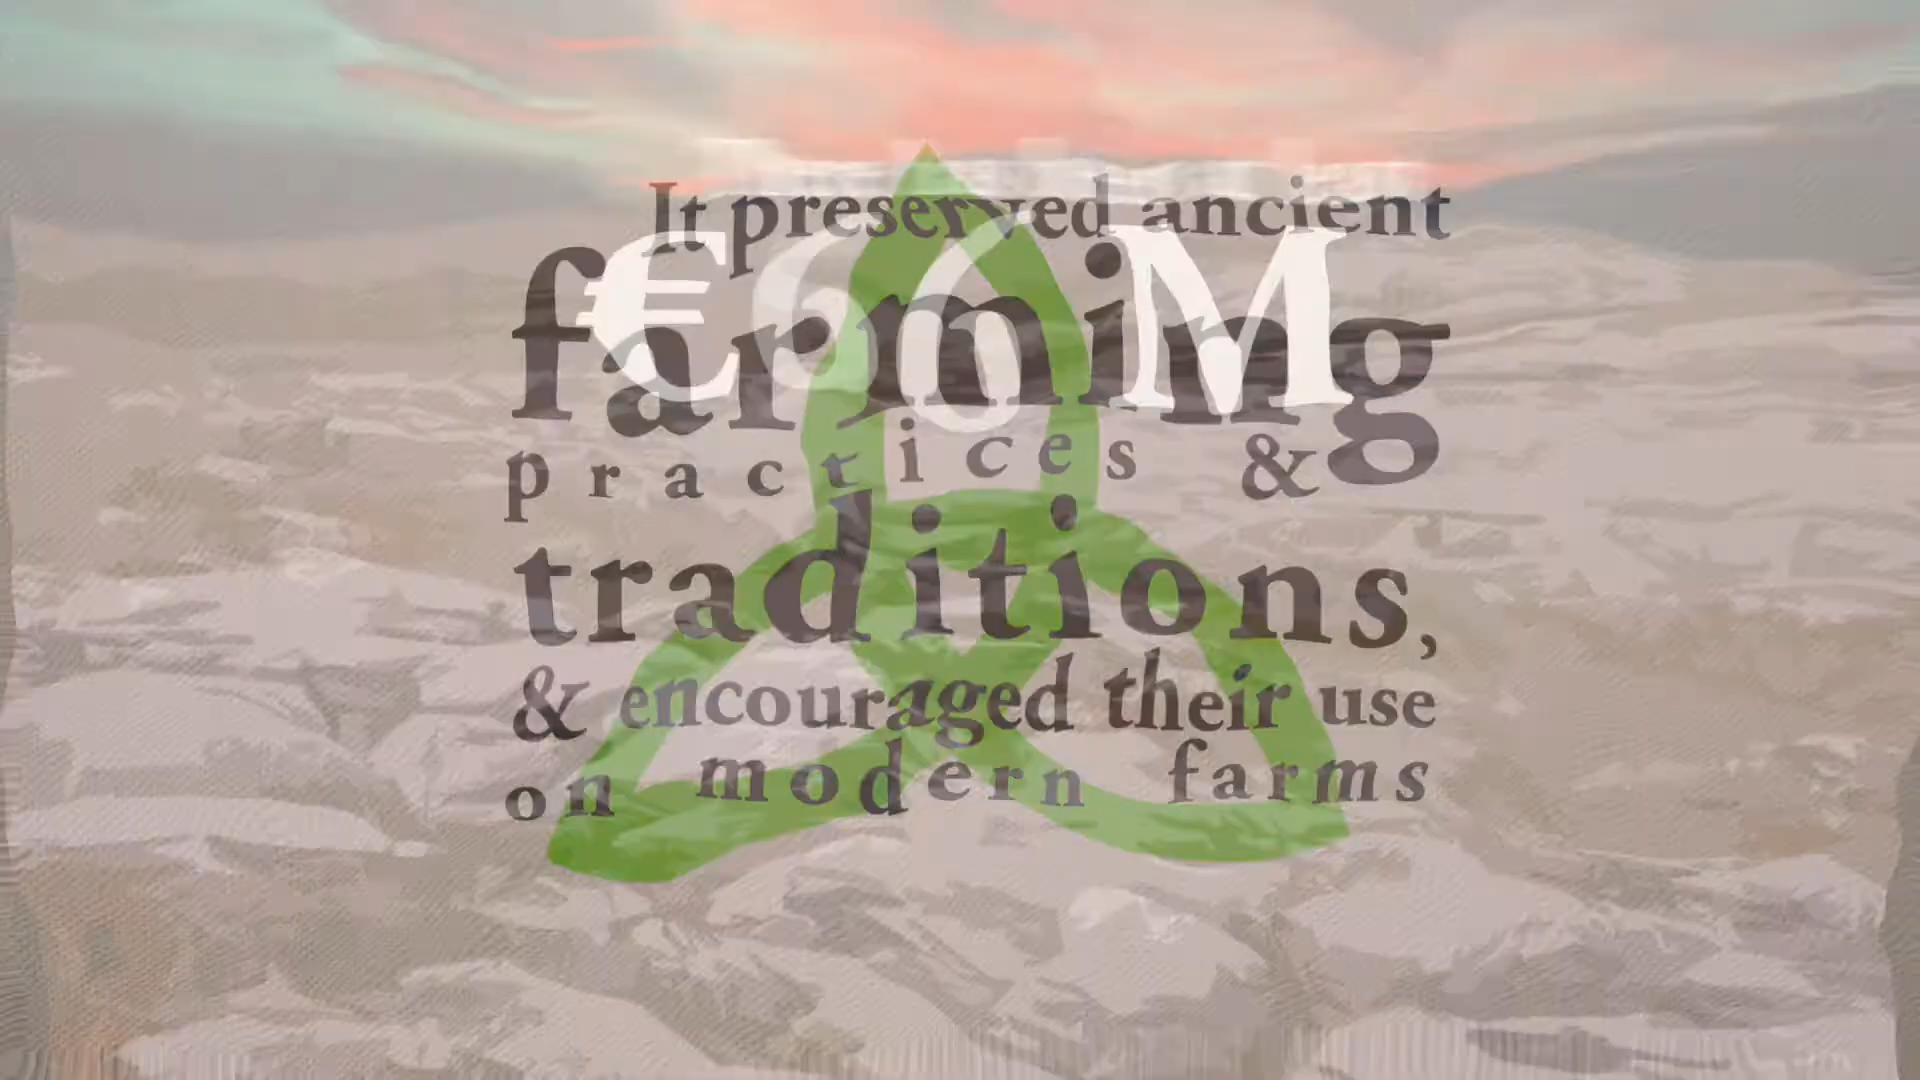 It preserved ancient
€66M
farming
practices &
traditions,
& encouraged their use
on modern farms